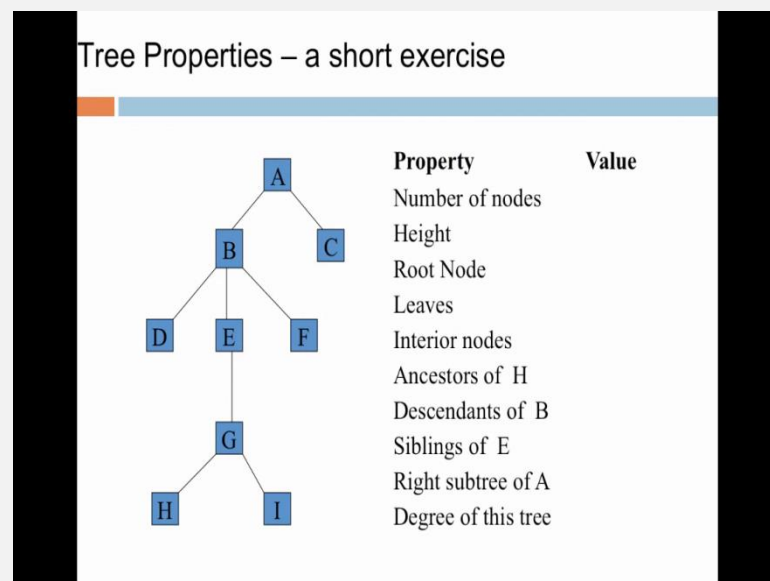 Tree Properties – a short exercise
A
B
C
D
E
F
G
H
I
Property Value
Number of nodes
Height
Root Node
Leaves
Interior nodes
Ancestors of H
Descendants of B
Siblings of E
Right subtree of A
Degree of this tree